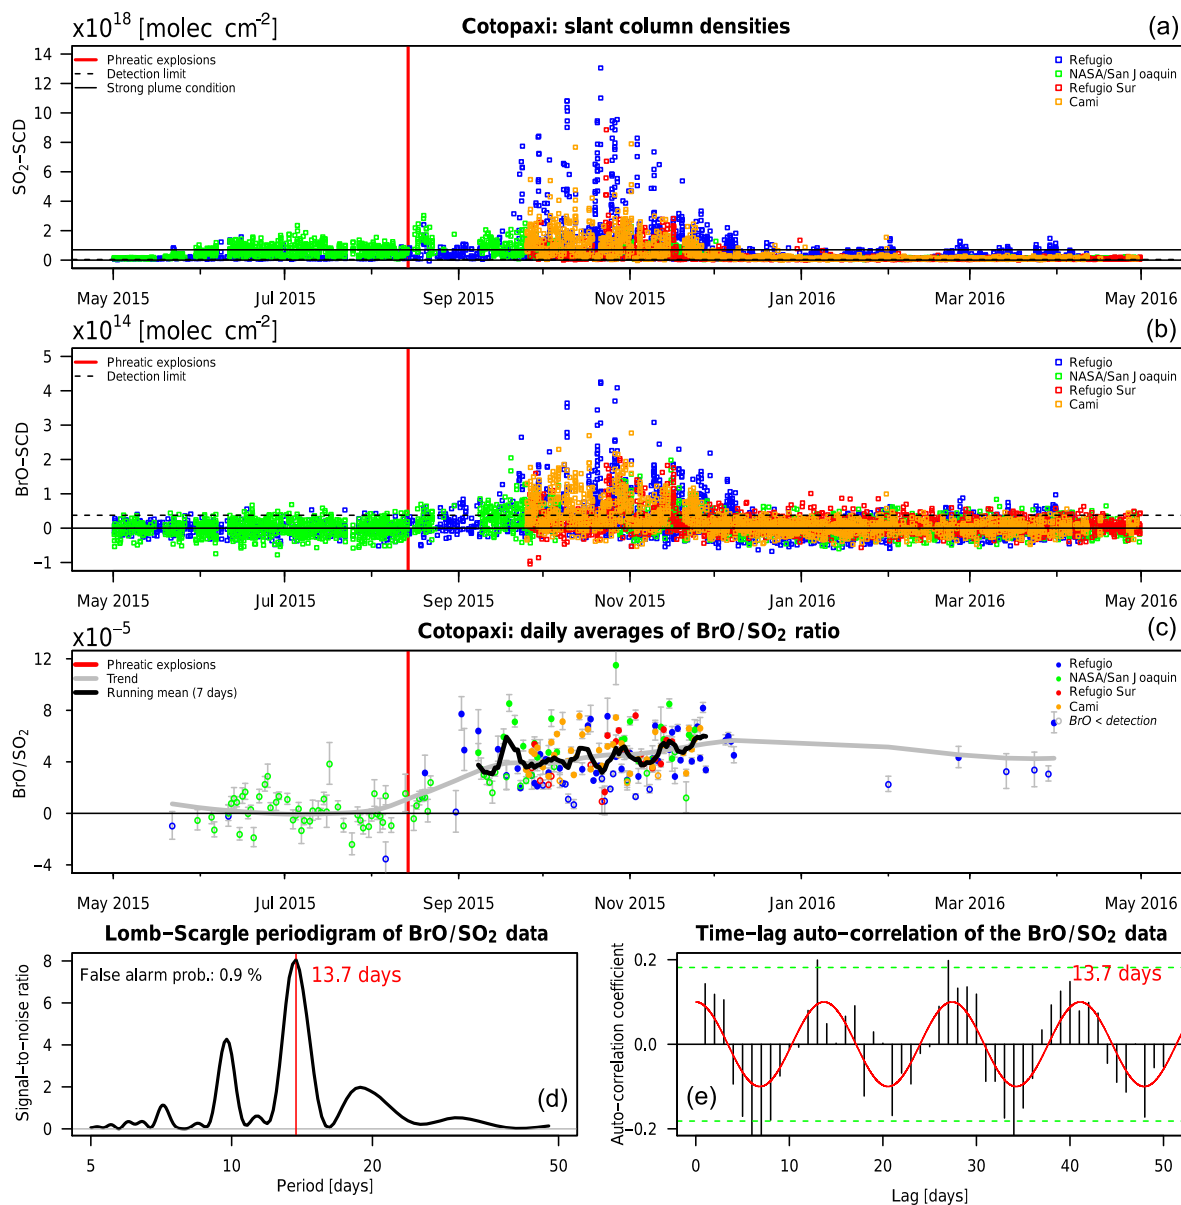 x10^18 [molec cm^−2]
Cotopaxi: slant column densities
(a)
Phreatic explosions
Detection limit
Strong plume condition
Refugio
NASA/San Joaquin
Refugio Sur
Cami
SO₂−SCD
14
12
10
8
6
4
2
0
May 2015 Jul 2015 Sep 2015 Nov 2015 Jan 2016 Mar 2016 May 2016
x10^14 [molec cm^−2]
(b)
Phreatic explosions
Detection limit
Refugio
NASA/San Joaquin
Refugio Sur
Cami
BrO−SCD
5
4
3
2
1
0
−1
May 2015 Jul 2015 Sep 2015 Nov 2015 Jan 2016 Mar 2016 May 2016
x10^−5
Cotopaxi: daily averages of BrO/SO₂ ratio
(c)
Phreatic explosions
Trend
Running mean (7 days)
Refugio
NASA/San Joaquin
Refugio Sur
Cami
BrO < detection
BrO/SO₂
12
8
4
0
−4
May 2015 Jul 2015 Sep 2015 Nov 2015 Jan 2016 Mar 2016 May 2016
Lomb−Scargle periodigram of BrO/SO₂ data
False alarm prob.: 0.9 %
13.7 days
(d)
Signal−to−noise ratio
8
6
4
2
0
5 10 20 50
Period [days]
Time−lag auto−correlation of the BrO/SO₂ data
13.7 days
(e)
Auto−correlation coefficient
0.2
0.0
−0.2
0 10 20 30 40 50
Lag [days]